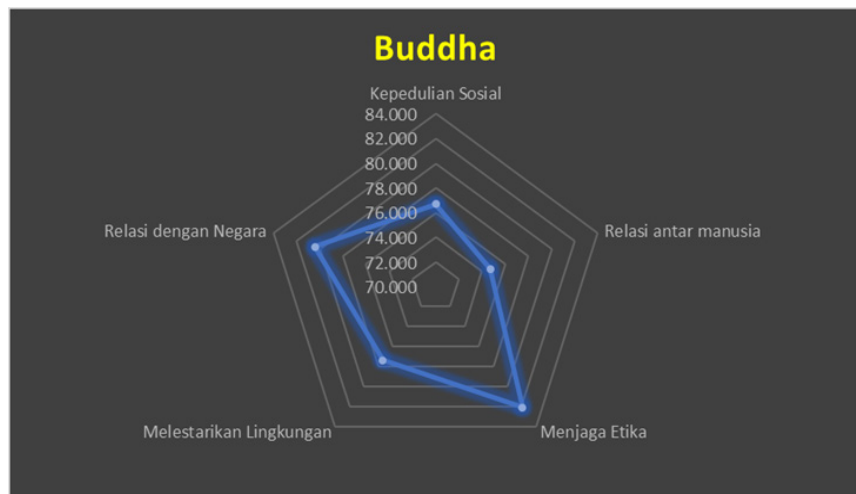 Buddha
Kepedulian Sosial
84.000
82.000
80.000
78.000
76.000
74.000
72.000
70.000
Relasi dengan Negara
Relasi antar manusia
Melestarikan Lingkungan
Menjaga Etika